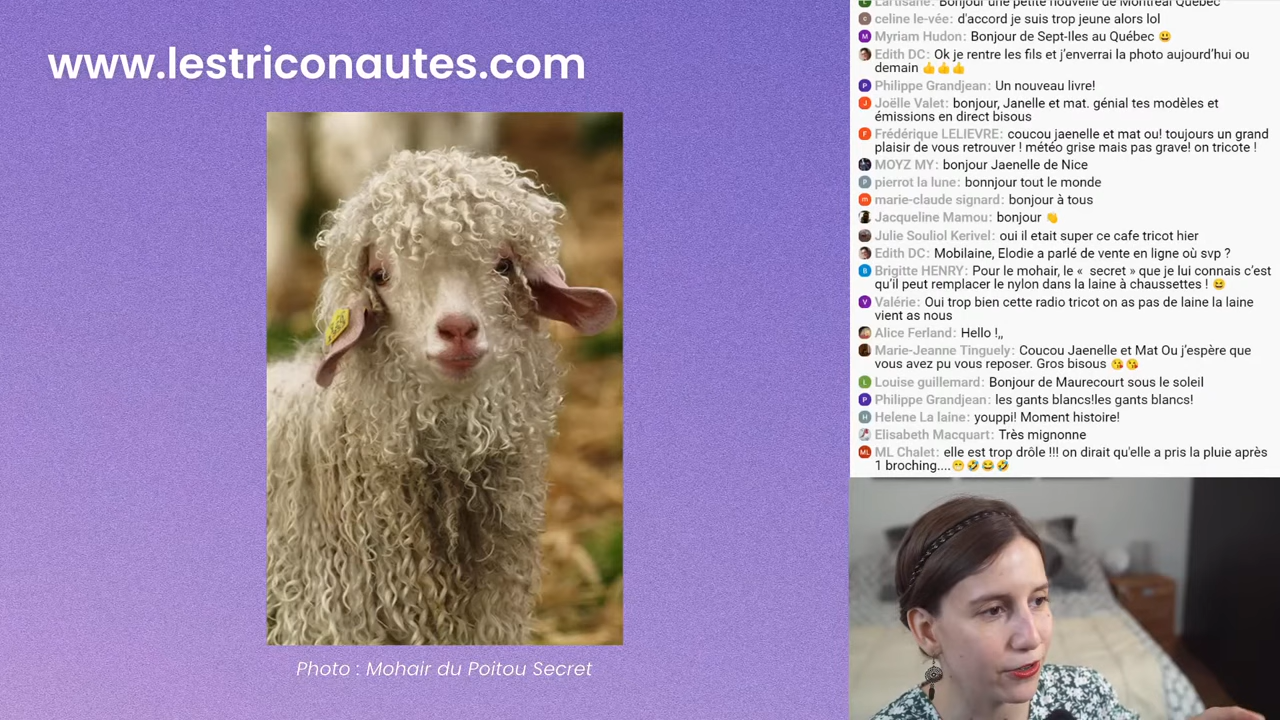 www.lestriconautes.com
Photo : Mohair du Poitou Secret
Lartisane: Bonjour une petite nouvelle de Montréal Québec
celine le-vée: d'accord je suis trop jeune alors lol
Myriam Hudon: Bonjour de Sept-Iles au Québec 😃
Edith DC: Ok je rentre les fils et j'enverrai la photo aujourd'hui ou
demain 👍👍👍
Philippe Grandjean: Un nouveau livre!
Joëlle Valet: bonjour, Janelle et mat. génial tes modèles et
émissions en direct bisous
Frédérique LELIEVRE: coucou jaenelle et mat ou! toujours un grand
plaisir de vous retrouver ! météo grise mais pas grave! on tricote !
MOYZ MY: bonjour Jaenelle de Nice
pierrot la lune: bonnjour tout le monde
marie-claude signard: bonjour à tous
Jacqueline Mamou: bonjour 👋
Julie Souliol Kerivel: oui il etait super ce cafe tricot hier
Edith DC: Mobilaine, Elodie a parlé de vente en ligne où svp ?
Brigitte HENRY: Pour le mohair, le «  secret » que je lui connais c'est
qu'il peut remplacer le nylon dans la laine à chaussettes ! 😄
Valérie: Oui trop bien cette radio tricot on as pas de laine la laine
vient as nous
Alice Ferland: Hello !,,
Marie-Jeanne Tinguely: Coucou Jaenelle et Mat Ou j'espère que
vous avez pu vous reposer. Gros bisous 😘😘
Louise guillemard: Bonjour de Maurecourt sous le soleil
Philippe Grandjean: les gants blancs!les gants blancs!
Helene La laine: youppi! Moment histoire!
Elisabeth Macquart: Très mignonne
ML Chalet: elle est trop drôle !!! on dirait qu'elle a pris la pluie après
1 broching....😁🤣😂🤣